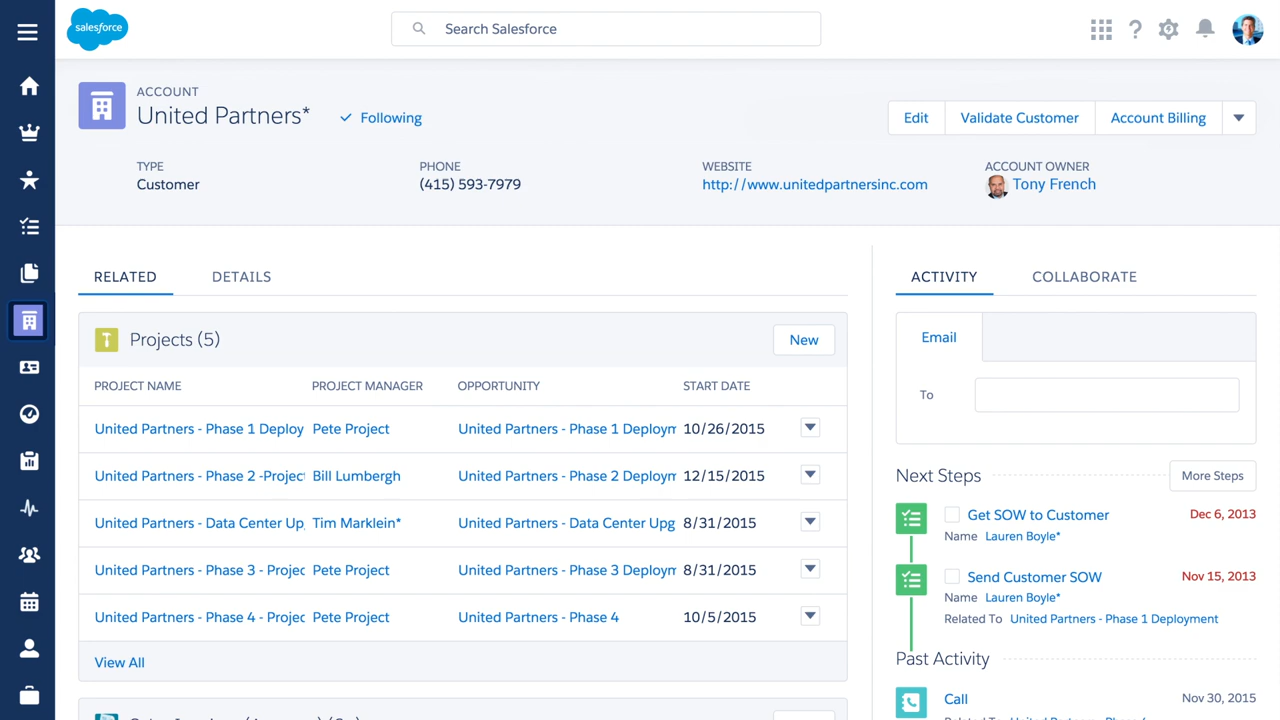 salesforce
Search Salesforce
?
ACCOUNT
United Partners*
Following
Edit
Validate Customer
Account Billing
TYPE
PHONE
WEBSITE
ACCOUNT OWNER
Customer
(415) 593-7979
http://www.unitedpartnersinc.com
Tony French
RELATED
DETAILS
Projects (5)
New
PROJECT NAME PROJECT MANAGER OPPORTUNITY START DATE
United Partners - Phase 1 Deploy Pete Project United Partners - Phase 1 Deploym 10/26/2015
United Partners - Phase 2 -Project Bill Lumbergh United Partners - Phase 2 Deploym 12/15/2015
United Partners - Data Center Up Tim Marklein* United Partners - Data Center Upg 8/31/2015
United Partners - Phase 3 - Projec Pete Project United Partners - Phase 3 Deploym 8/31/2015
United Partners - Phase 4 - Projec Pete Project United Partners - Phase 4 10/5/2015
View All
ACTIVITY
COLLABORATE
Email
To
Next Steps
More Steps
Get SOW to Customer Dec 6, 2013
Name Lauren Boyle*
Send Customer SOW Nov 15, 2013
Name Lauren Boyle*
Related To United Partners - Phase 1 Deployment
Past Activity
Call Nov 30, 2015